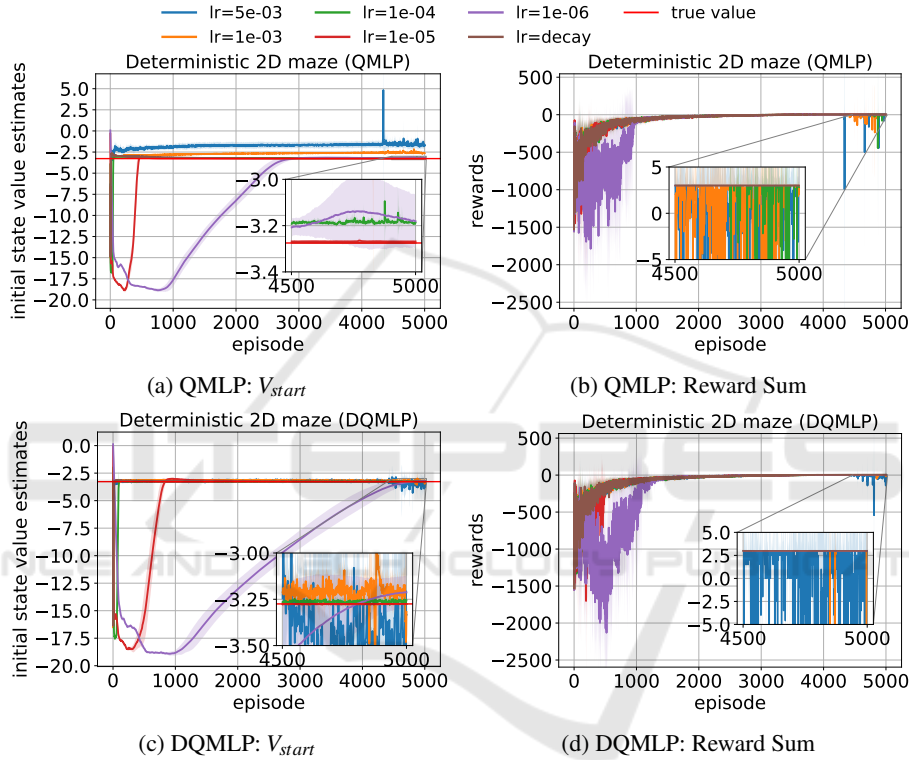 lr=5e-03 lr=1e-04 lr=1e-06 true value
lr=1e-03 lr=1e-05 lr=decay
Deterministic 2D maze (QMLP)
initial state value estimates
5.0
2.5
0.0
−2.5
−5.0
−7.5
−10.0
−12.5
−15.0
−17.5
−20.0
−3.0
−3.2
−3.4
4500 5000
0 1000 2000 3000 4000 5000
episode
(a) QMLP: V_start
Deterministic 2D maze (QMLP)
rewards
500
0
−500
−1000
−1500
−2000
−2500
5
0
−5
4500 5000
0 1000 2000 3000 4000 5000
episode
(b) QMLP: Reward Sum
Deterministic 2D maze (DQMLP)
initial state value estimates
0.0
−2.5
−5.0
−7.5
−10.0
−12.5
−15.0
−17.5
−20.0
−3.00
−3.25
−3.50
4500 5000
0 1000 2000 3000 4000 5000
episode
(c) DQMLP: V_start
Deterministic 2D maze (DQMLP)
rewards
500
0
−500
−1000
−1500
−2000
−2500
5.0
2.5
0.0
−2.5
−5.0
4500 5000
0 1000 2000 3000 4000 5000
episode
(d) DQMLP: Reward Sum